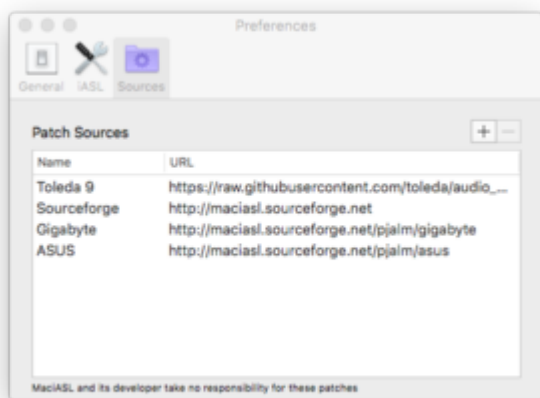 Preferences
General iASL Sources
Patch Sources
Name URL
Toleda 9 https://raw.githubusercontent.com/toleda/audio_...
Sourceforge http://maciasl.sourceforge.net
Gigabyte http://maciasl.sourceforge.net/pjalm/gigabyte
ASUS http://maciasl.sourceforge.net/pjalm/asus
MaciASL and its developer take no responsibility for these patches